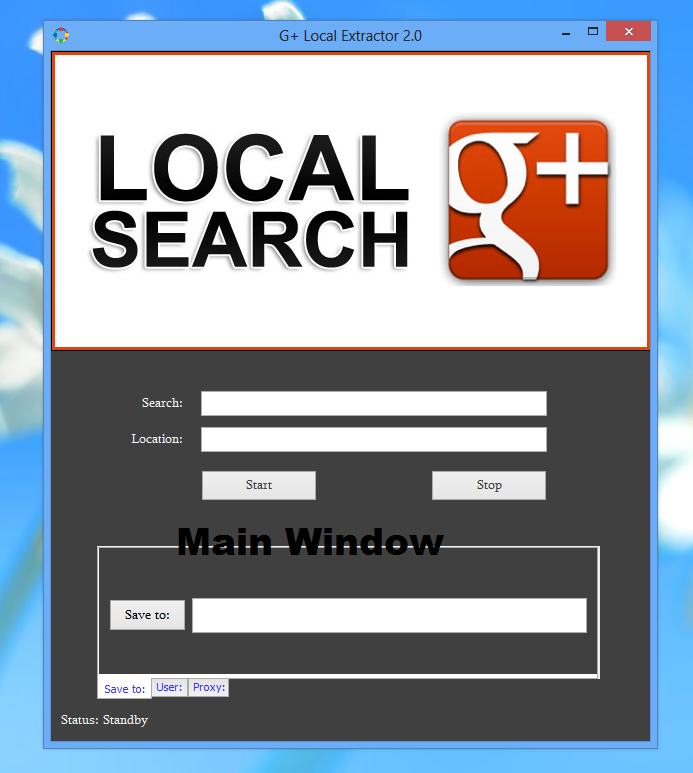 G+ Local Extractor 2.0
LOCAL
SEARCH
g+
Search:
Location:
Start
Stop
Main Window
Save to:
Save to:
User:
Proxy:
Status: Standby